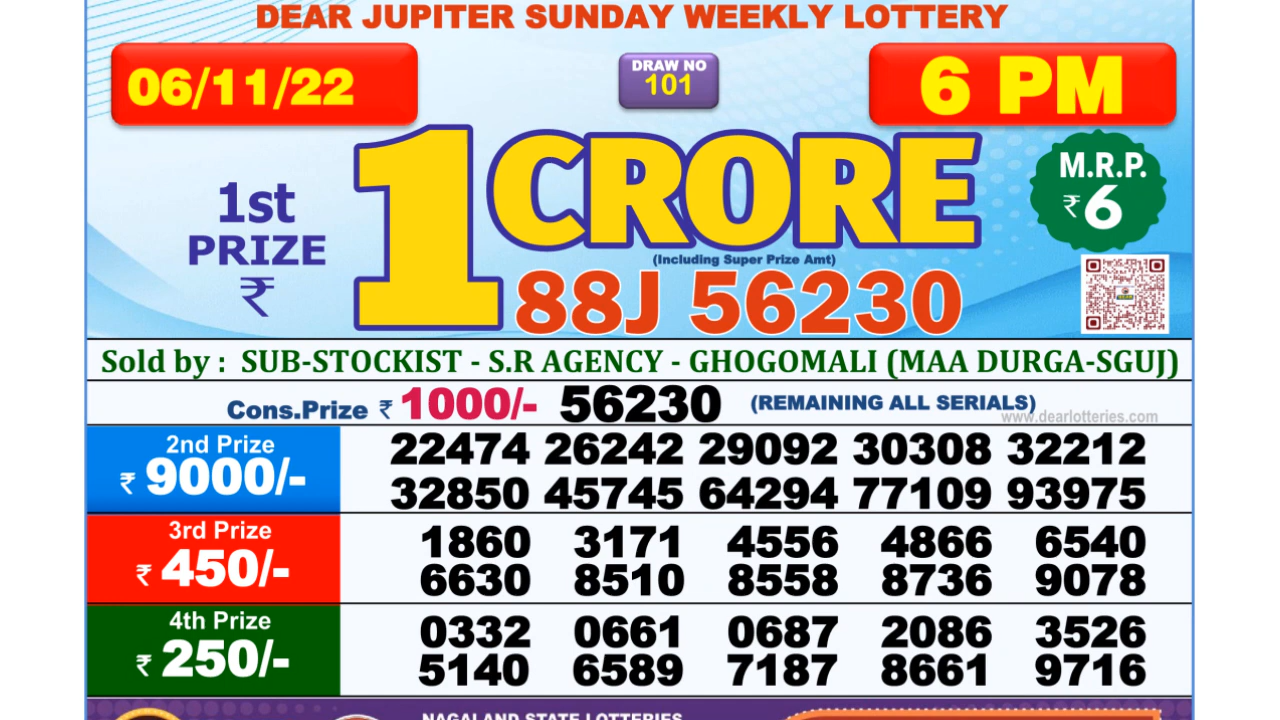 DEAR JUPITER SUNDAY WEEKLY LOTTERY
06/11/22
DRAW NO
101
6 PM
1st
PRIZE
₹
1 CRORE
(Including Super Prize Amt)
88J 56230
M.R.P.
₹ 6
Sold by : SUB-STOCKIST - S.R AGENCY - GHOGOMALI (MAA DURGA-SGUJ)
Cons.Prize ₹ 1000/- 56230 (REMAINING ALL SERIALS)
www.dearlotteries.com
2nd Prize
₹ 9000/-
22474 26242 29092 30308 32212
32850 45745 64294 77109 93975
3rd Prize
₹ 450/-
1860 3171 4556 4866 6540
6630 8510 8558 8736 9078
4th Prize
₹ 250/-
0332 0661 0687 2086 3526
5140 6589 7187 8661 9716
NAGALAND STATE LOTTERIES